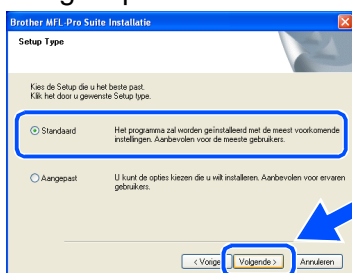 Brother MFL-Pro Suite Installatie
Setup Type
Kies de Setup die u het beste past.
Klik het door u gewenste Setup type.
Standaard
Het programma zal worden geïnstalleerd met de meest voorkomende
instellingen. Aanbevolen voor de meeste gebruikers.
Aangepast
U kunt de opties kiezen die u wilt installeren. Aanbevolen voor ervaren
gebruikers.
< Vorige
Volgende >
Annuleren